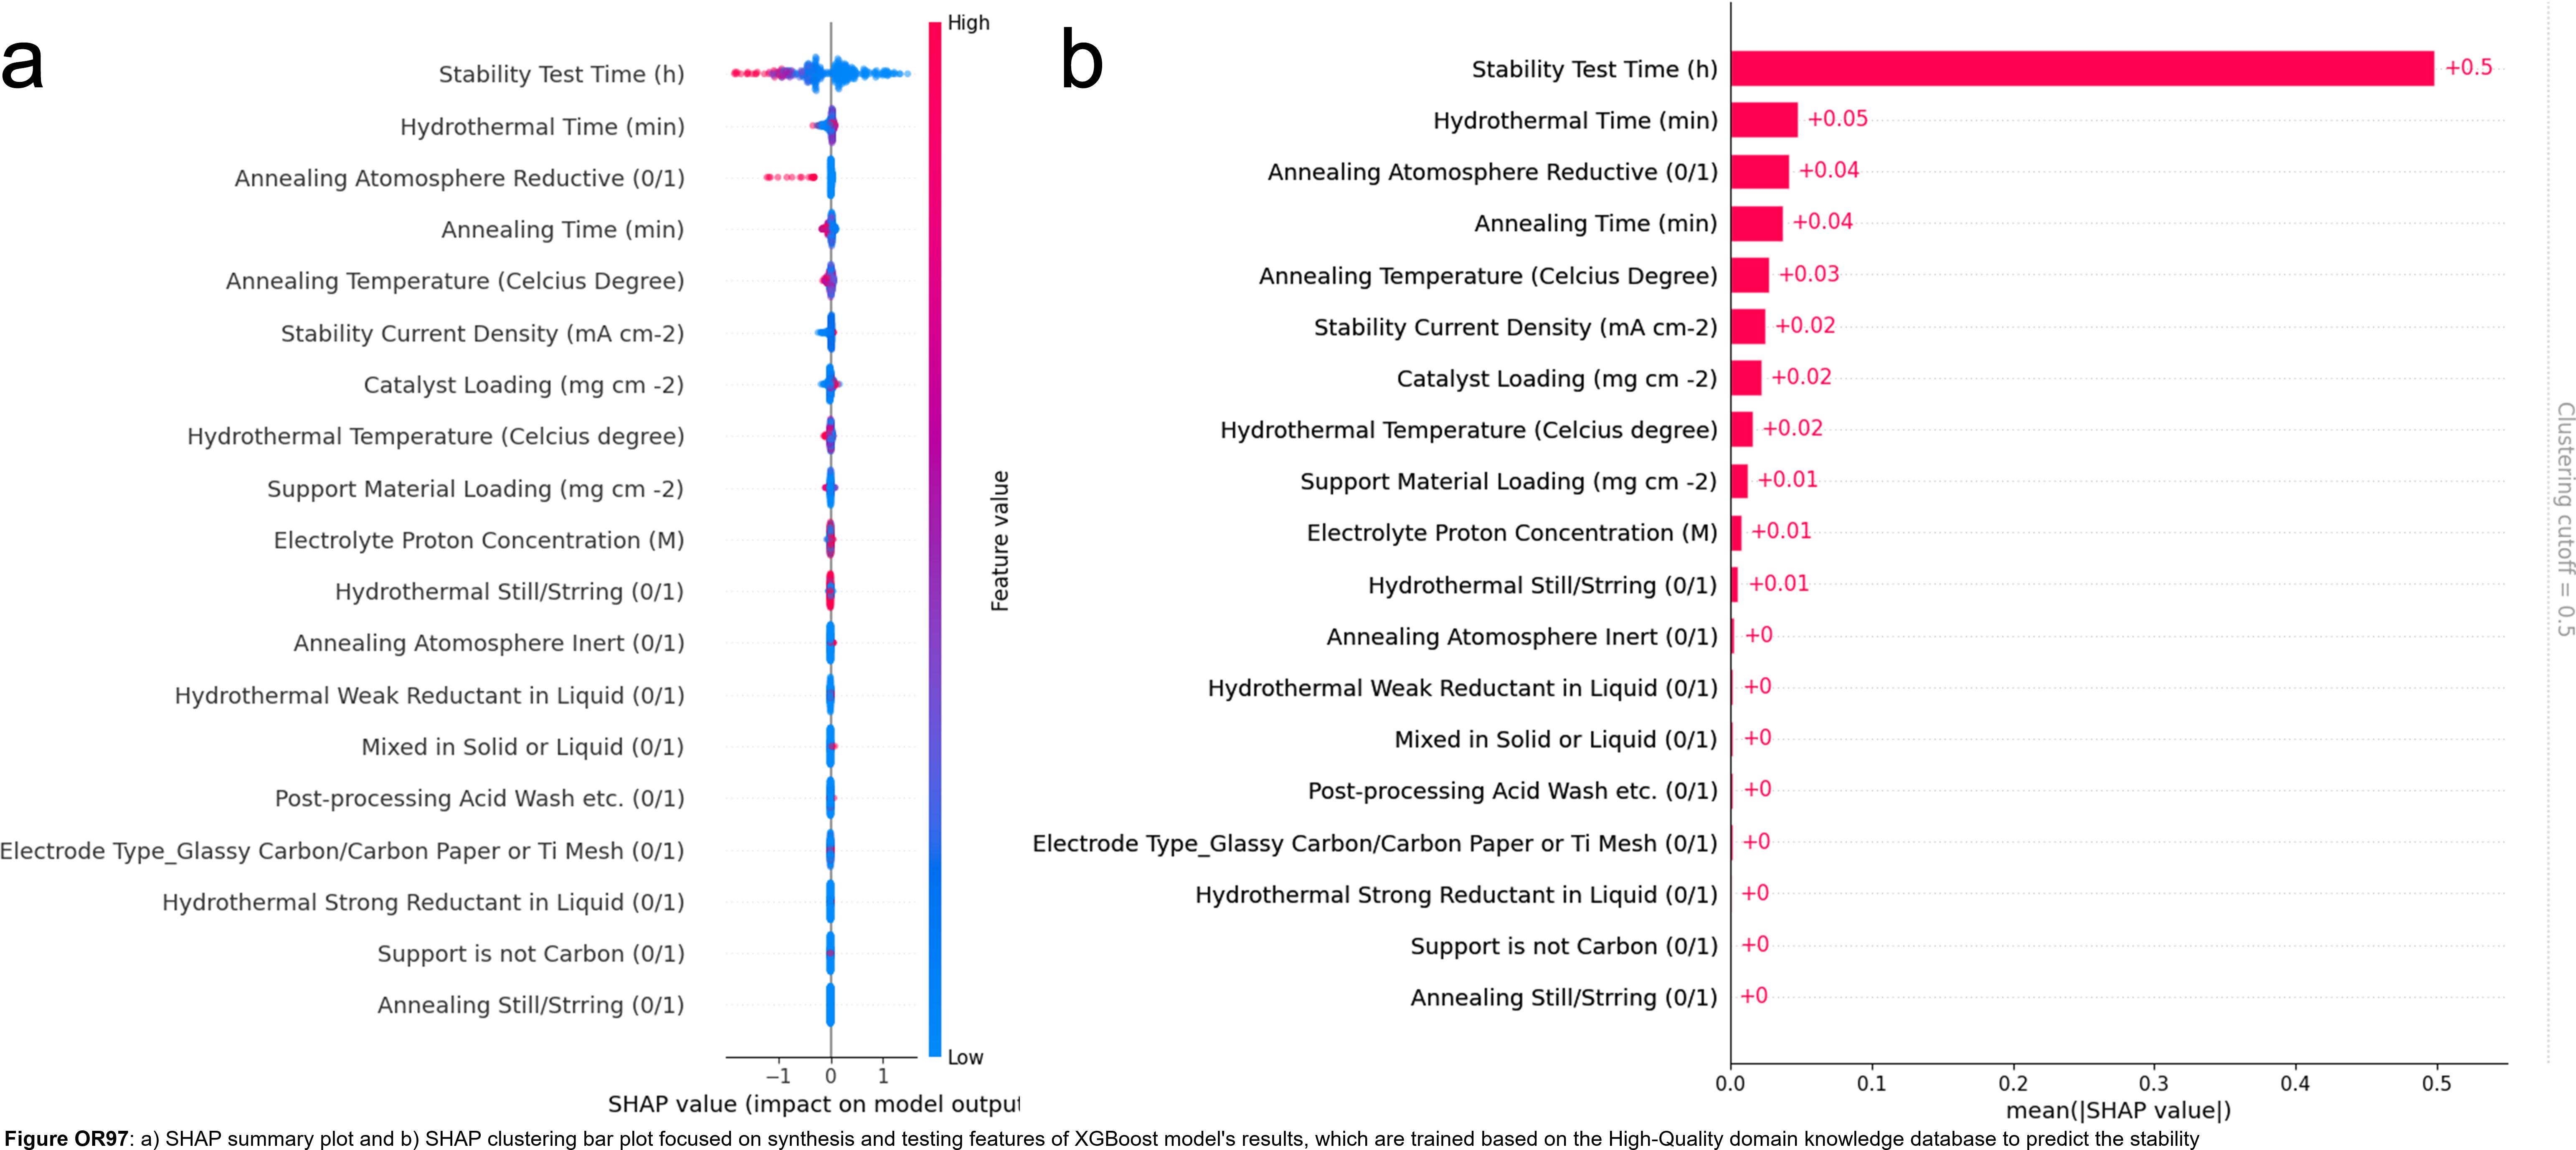 a
High
Stability Test Time (h)
Hydrothermal Time (min)
Annealing Atomosphere Reductive (0/1)
Annealing Time (min)
Annealing Temperature (Celcius Degree)
Stability Current Density (mA cm-2)
Catalyst Loading (mg cm -2)
Hydrothermal Temperature (Celcius degree)
Support Material Loading (mg cm -2)
Electrolyte Proton Concentration (M)
Hydrothermal Still/Strring (0/1)
Annealing Atomosphere Inert (0/1)
Hydrothermal Weak Reductant in Liquid (0/1)
Mixed in Solid or Liquid (0/1)
Post-processing Acid Wash etc. (0/1)
Electrode Type_Glassy Carbon/Carbon Paper or Ti Mesh (0/1)
Hydrothermal Strong Reductant in Liquid (0/1)
Support is not Carbon (0/1)
Annealing Still/Strring (0/1)
Feature value
Low
−1 0 1
SHAP value (impact on model output
b
Stability Test Time (h) +0.5
Hydrothermal Time (min) +0.05
Annealing Atomosphere Reductive (0/1) +0.04
Annealing Time (min) +0.04
Annealing Temperature (Celcius Degree) +0.03
Stability Current Density (mA cm-2) +0.02
Catalyst Loading (mg cm -2) +0.02
Hydrothermal Temperature (Celcius degree) +0.02
Support Material Loading (mg cm -2) +0.01
Electrolyte Proton Concentration (M) +0.01
Hydrothermal Still/Strring (0/1) +0.01
Annealing Atomosphere Inert (0/1) +0
Hydrothermal Weak Reductant in Liquid (0/1) +0
Mixed in Solid or Liquid (0/1) +0
Post-processing Acid Wash etc. (0/1) +0
Electrode Type_Glassy Carbon/Carbon Paper or Ti Mesh (0/1) +0
Hydrothermal Strong Reductant in Liquid (0/1) +0
Support is not Carbon (0/1) +0
Annealing Still/Strring (0/1) +0
Clustering cutoff = 0.5
0.0 0.1 0.2 0.3 0.4 0.5
mean(|SHAP value|)
Figure OR97: a) SHAP summary plot and b) SHAP clustering bar plot focused on synthesis and testing features of XGBoost model's results, which are trained based on the High-Quality domain knowledge database to predict the stability